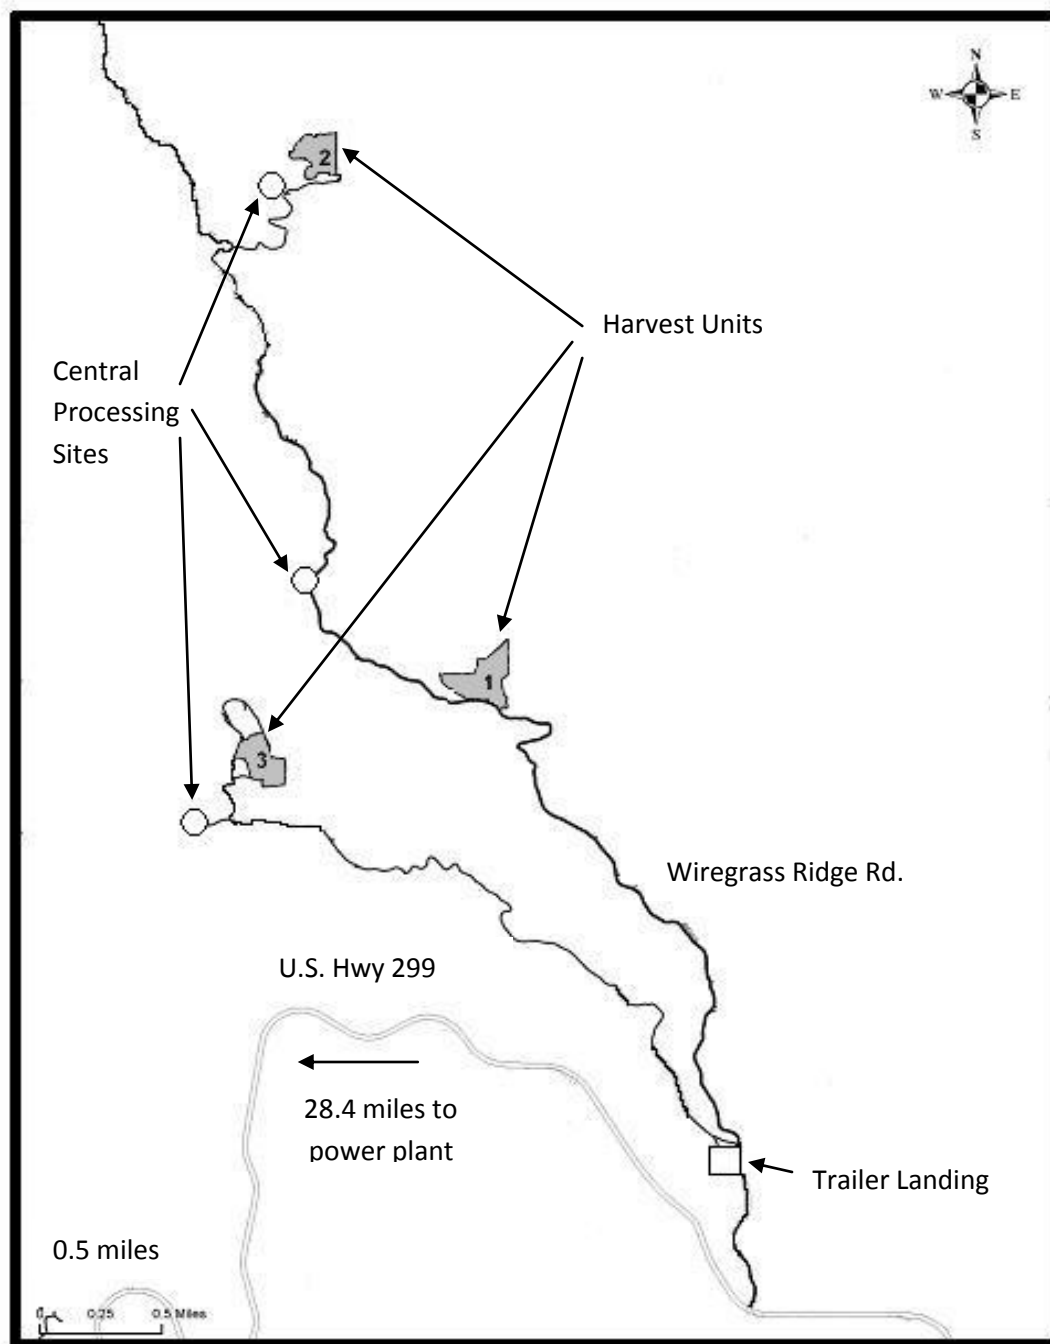 N
W E
S
2
Harvest Units
Central
Processing
Sites
1
3
Wiregrass Ridge Rd.
U.S. Hwy 299
28.4 miles to
power plant
Trailer Landing
0.5 miles
0 0.25 0.5 Miles